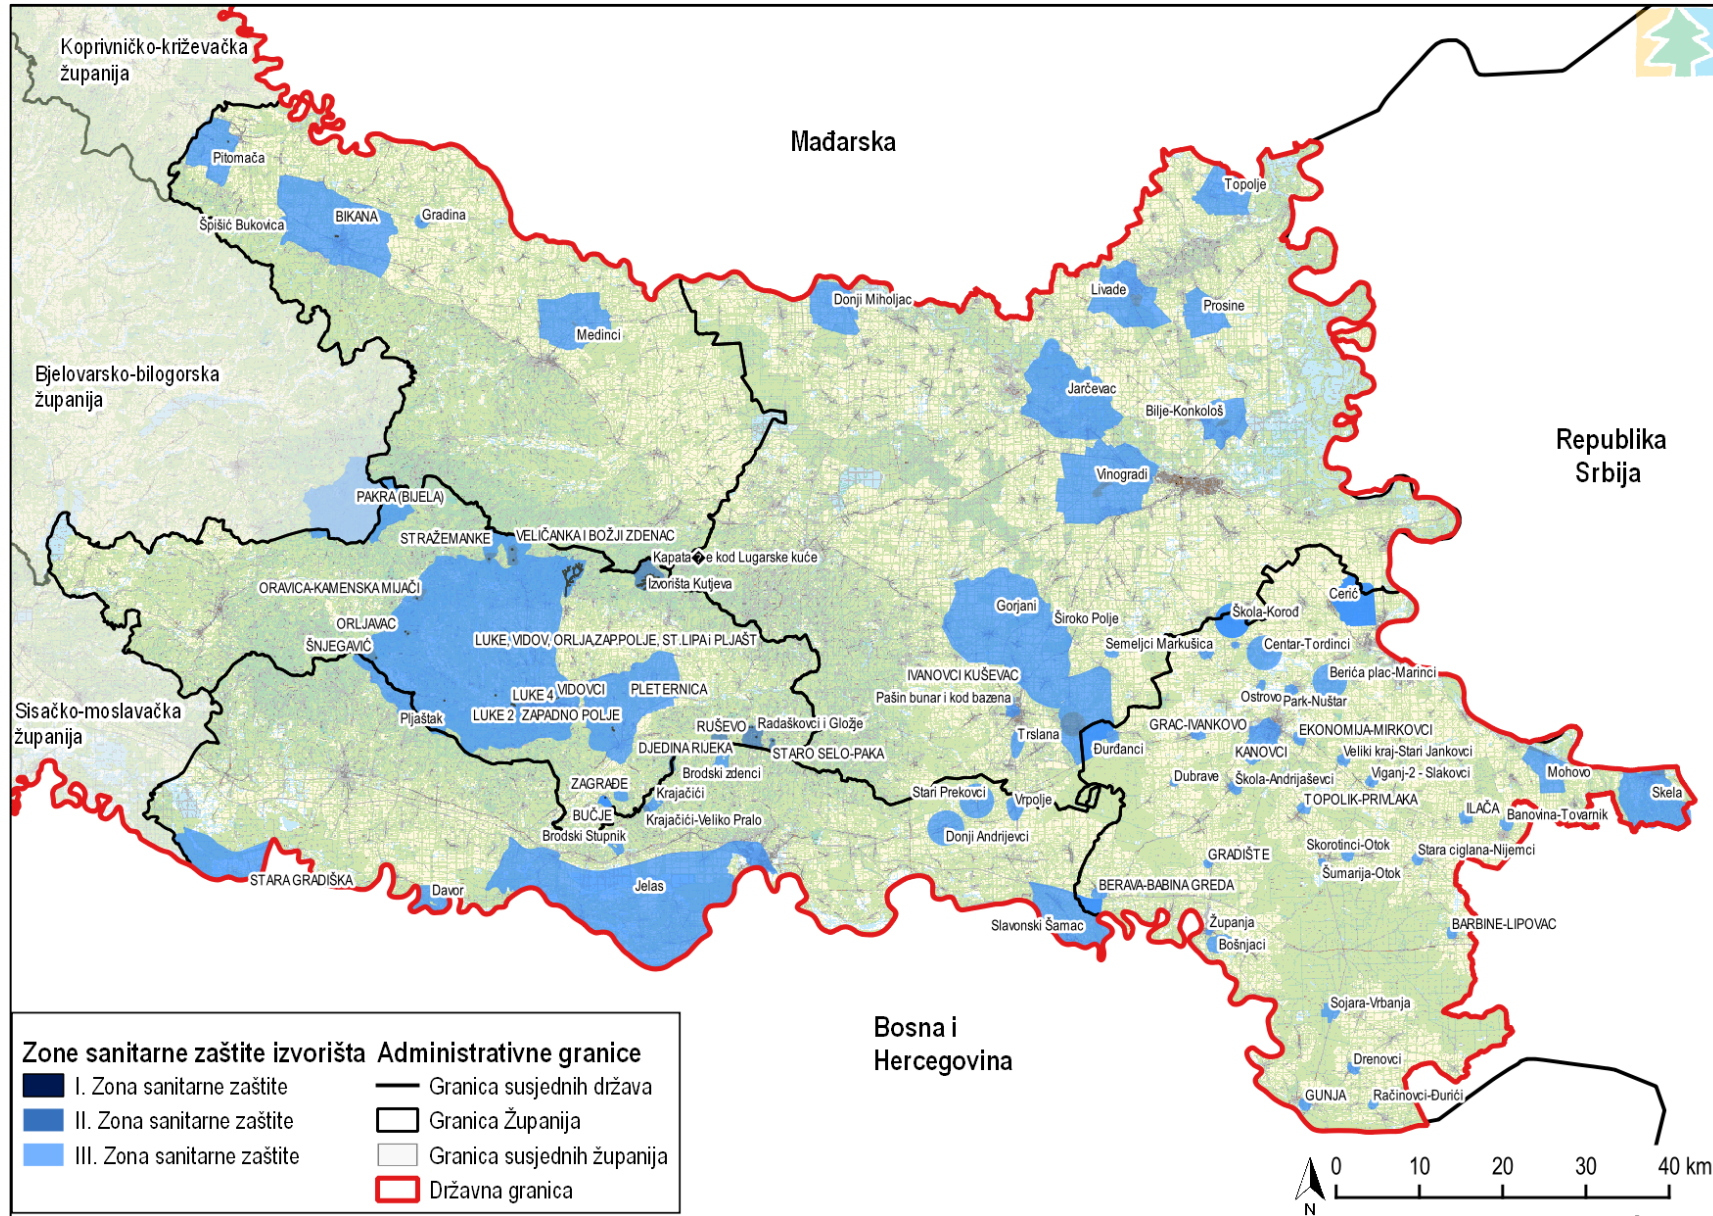 Koprivničko-križevačka
županija
Mađarska
Pitomača
Topolje
BIKANA
Gradina
Špišić Bukovica
Livade
Donji Miholjac
Prosine
Medinci
Bjelovarsko-bilogorska
županija
Jarčevac
Bilje-Konkološ
Republika
Srbija
Vinogradi
PAKRA (BIJELA)
STRAŽEMANKE
VELIČANKA I BOŽJI ZDENAC
Kapata�e kod Lugarske kuće
Izvorišta Kutjeva
ORAVICA-KAMENSKA MIJAČI
Cerić
Gorjani
Škola-Korođ
Široko Polje
ORLJAVAC
LUKE, VIDOV, ORLJA,ZAP.POLJE, ST.LIPA i PLJAŠT
ŠNJEGAVIĆ
Semeljci Markušica
Centar-Tordinci
IVANOVCI KUŠEVAC
Berića plac-Marinci
VIDOVCI
PLETERNICA
LUKE 4
Pašin bunar i kod bazena
Ostrovo
Park-Nuštar
Sisačko-moslavačka
županija
Pljaštak
LUKE 2
ZAPADNO POLJE
RUŠEVO
Radaškovci i Gložje
GRAC-IVANKOVO
EKONOMIJA-MIRKOVCI
Trslana
DJEDINA RIJEKA
STARO SELO-PAKA
Đurđanci
KANOVCI
Veliki kraj-Stari Jankovci
Brodski zdenci
Dubrave
Škola-Andrijaševci
Viganj-2 - Slakovci
Mohovo
ZAGRAĐE
Krajačići
Stari Prekovci
Vrpolje
Skela
TOPOLIK-PRIVLAKA
ILAČA
BUČJE
Krajačići-Veliko Pralo
Banovina-Tovarnik
Brodski Stupnik
Donji Andrijevci
Skorotinci-Otok
Stara ciglana-Nijemci
GRADIŠTE
Šumarija-Otok
STARA GRADIŠKA
Davor
Jelas
BERAVA-BABINA GREDA
Slavonski Šamac
Županja
BARBINE-LIPOVAC
Bošnjaci
Sojara-Vrbanja
Bosna i
Hercegovina
Drenovci
GUNJA
Račinovci-Đurići
Zone sanitarne zaštite izvorišta
I. Zona sanitarne zaštite
II. Zona sanitarne zaštite
III. Zona sanitarne zaštite
Administrativne granice
Granica susjednih država
Granica Županija
Granica susjednih županija
Državna granica
N
0 10 20 30 40 km